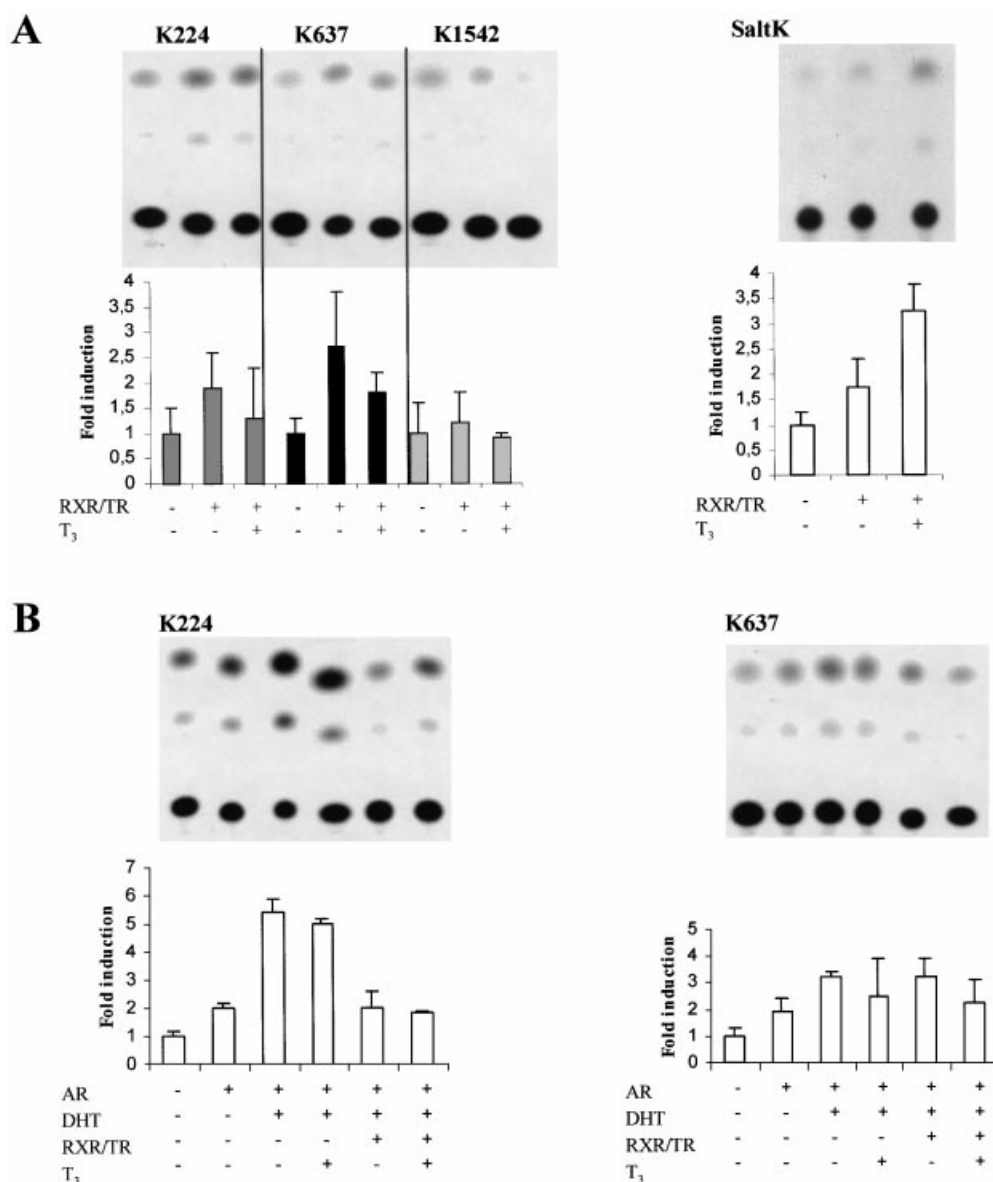 A
K224 K637 K1542 SaltK
4
3,5
3
2,5
2
1,5
1
0,5
0
Fold induction
RXR/TR - + + - + + - + +
T3 - - + - - + - - +
4
3,5
3
2,5
2
1,5
1
0,5
0
Fold induction
RXR/TR - + +
T3 - - +
B
K224 K637
7
6
5
4
3
2
1
0
Fold induction
AR - + + + + +
DHT - - + + + +
RXR/TR - - - - + +
T3 - - - + - +
5
4
3
2
1
0
Fold induction
AR - + + + + +
DHT - - + + + +
RXR/TR - - - - + +
T3 - - - + - +